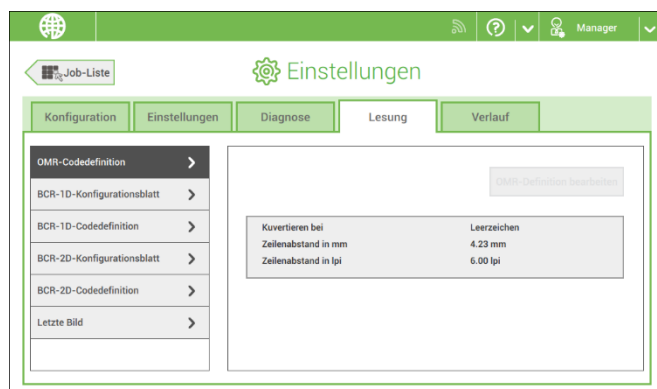 Manager
Job-Liste
Einstellungen
Konfiguration
Einstellungen
Diagnose
Lesung
Verlauf
OMR-Codedefinition
BCR-1D-Konfigurationsblatt
BCR-1D-Codedefinition
BCR-2D-Konfigurationsblatt
BCR-2D-Codedefinition
Letzte Bild
OMR-Definition bearbeiten
Kuvertieren bei Leerzeichen
Zeilenabstand in mm 4.23 mm
Zeilenabstand in lpi 6.00 lpi